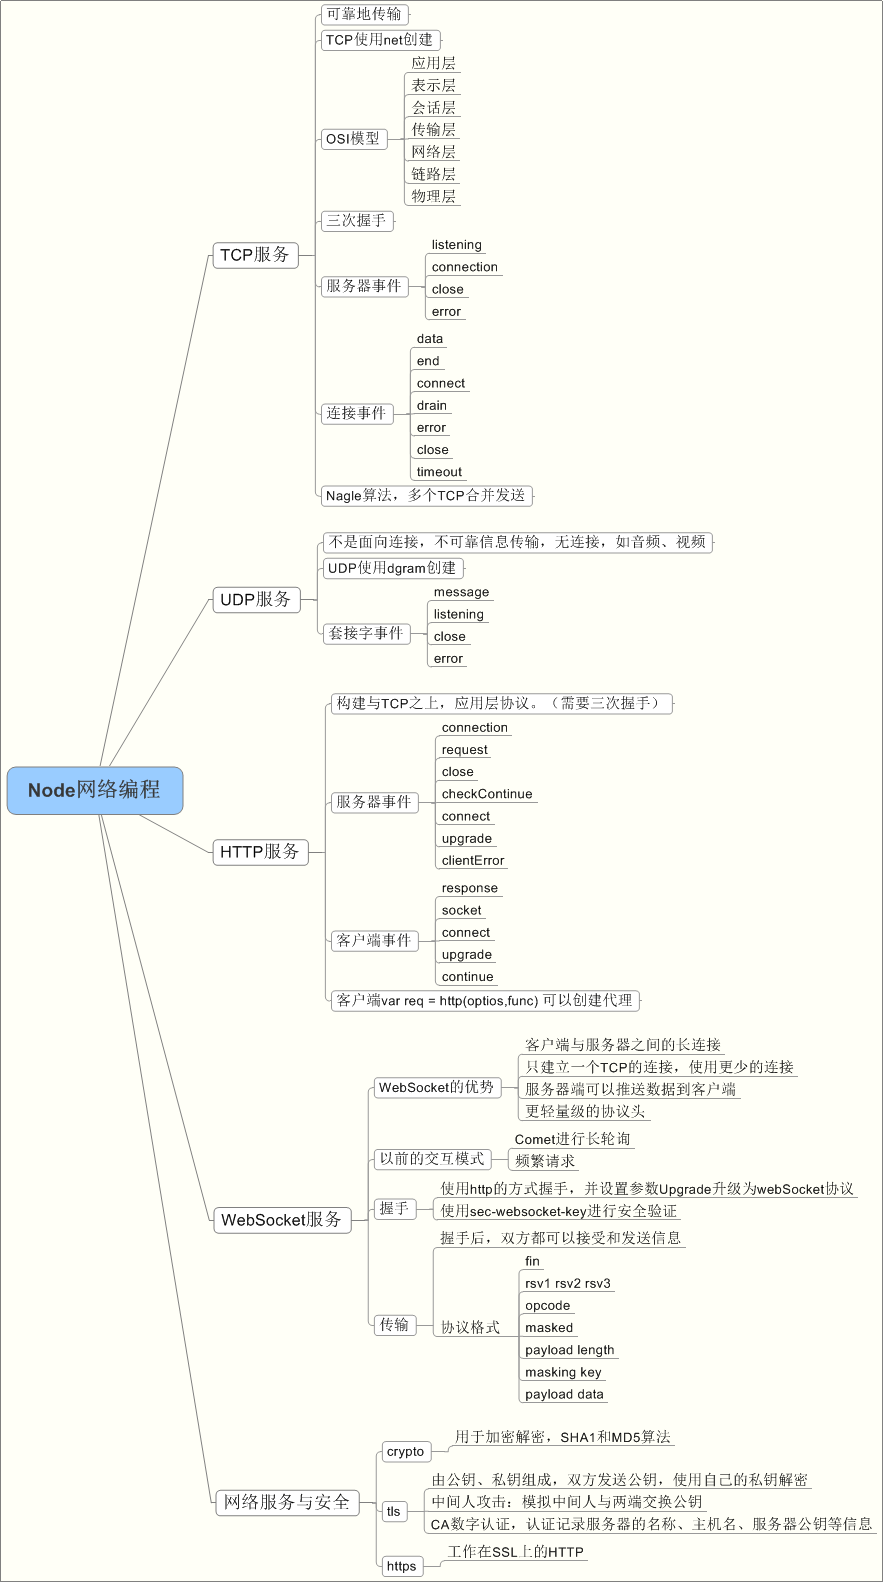 可靠地传输
TCP使用net创建
应用层
表示层
会话层
OSI模型
传输层
网络层
链路层
物理层
三次握手
TCP服务
listening
connection
服务器事件
close
error
data
end
connect
连接事件
drain
error
close
timeout
Nagle算法，多个TCP合并发送
不是面向连接，不可靠信息传输，无连接，如音频、视频
UDP使用dgram创建
UDP服务
message
listening
套接字事件
close
error
Node网络编程
构建与TCP之上，应用层协议。（需要三次握手）
connection
request
close
服务器事件
checkContinue
connect
upgrade
clientError
HTTP服务
response
socket
客户端事件
connect
upgrade
continue
客户端var req = http(optios,func) 可以创建代理
客户端与服务器之间的长连接
只建立一个TCP的连接，使用更少的连接
WebSocket的优势
服务器端可以推送数据到客户端
更轻量级的协议头
Comet进行长轮询
以前的交互模式
频繁请求
使用http的方式握手，并设置参数Upgrade升级为webSocket协议
握手
使用sec-websocket-key进行安全验证
WebSocket服务
握手后，双方都可以接受和发送信息
fin
rsv1 rsv2 rsv3
opcode
传输
协议格式
masked
payload length
masking key
payload data
用于加密解密，SHA1和MD5算法
crypto
由公钥、私钥组成，双方发送公钥，使用自己的私钥解密
网络服务与安全
中间人攻击：模拟中间人与两端交换公钥
tls
CA数字认证，认证记录服务器的名称、主机名、服务器公钥等信息
工作在SSL上的HTTP
https